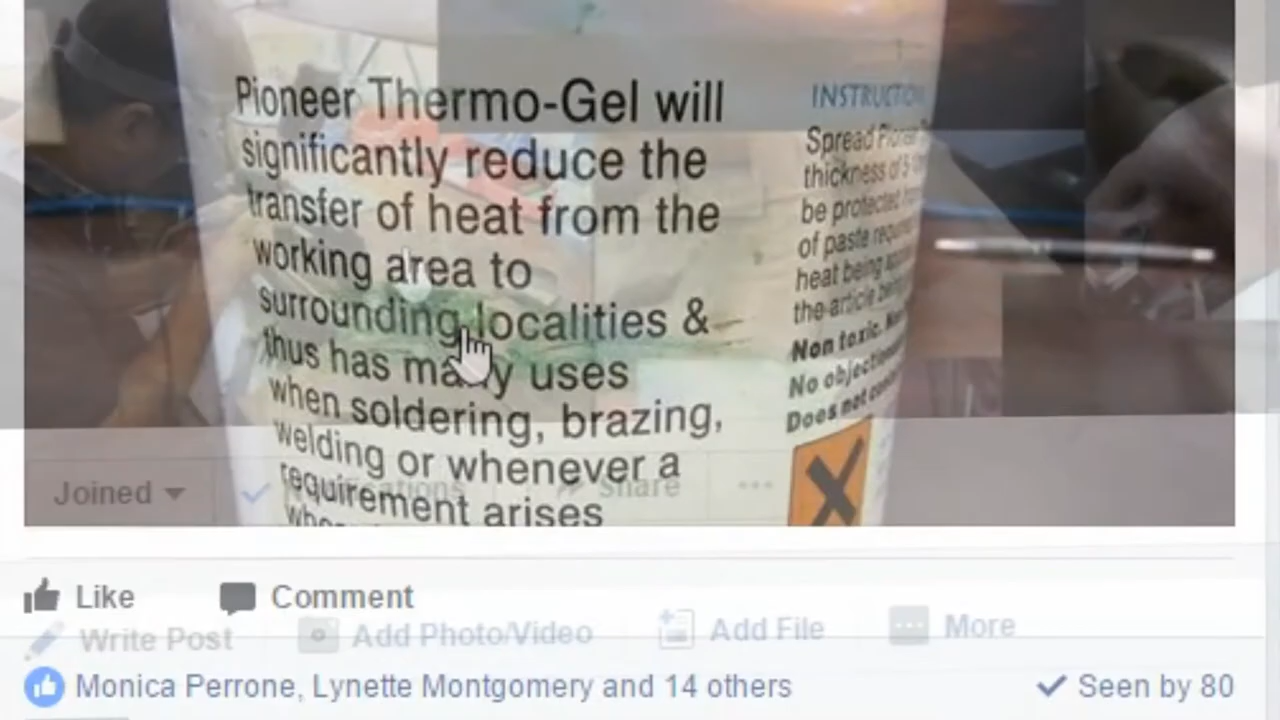 Pioneer Thermo-Gel will
significantly reduce the
transfer of heat from the
working area to
surrounding localities &
thus has many uses
when soldering, brazing,
welding or whenever a
requirement arises
INSTRUCTION
Spread Pioneer
thickness of 5
be protected
of paste
heat being
the article
Non toxic.
No
Does not
Joined
Share
Like
Comment
Write Post
Add Photo/Video
Add File
More
Monica Perrone, Lynette Montgomery and 14 others
Seen by 80